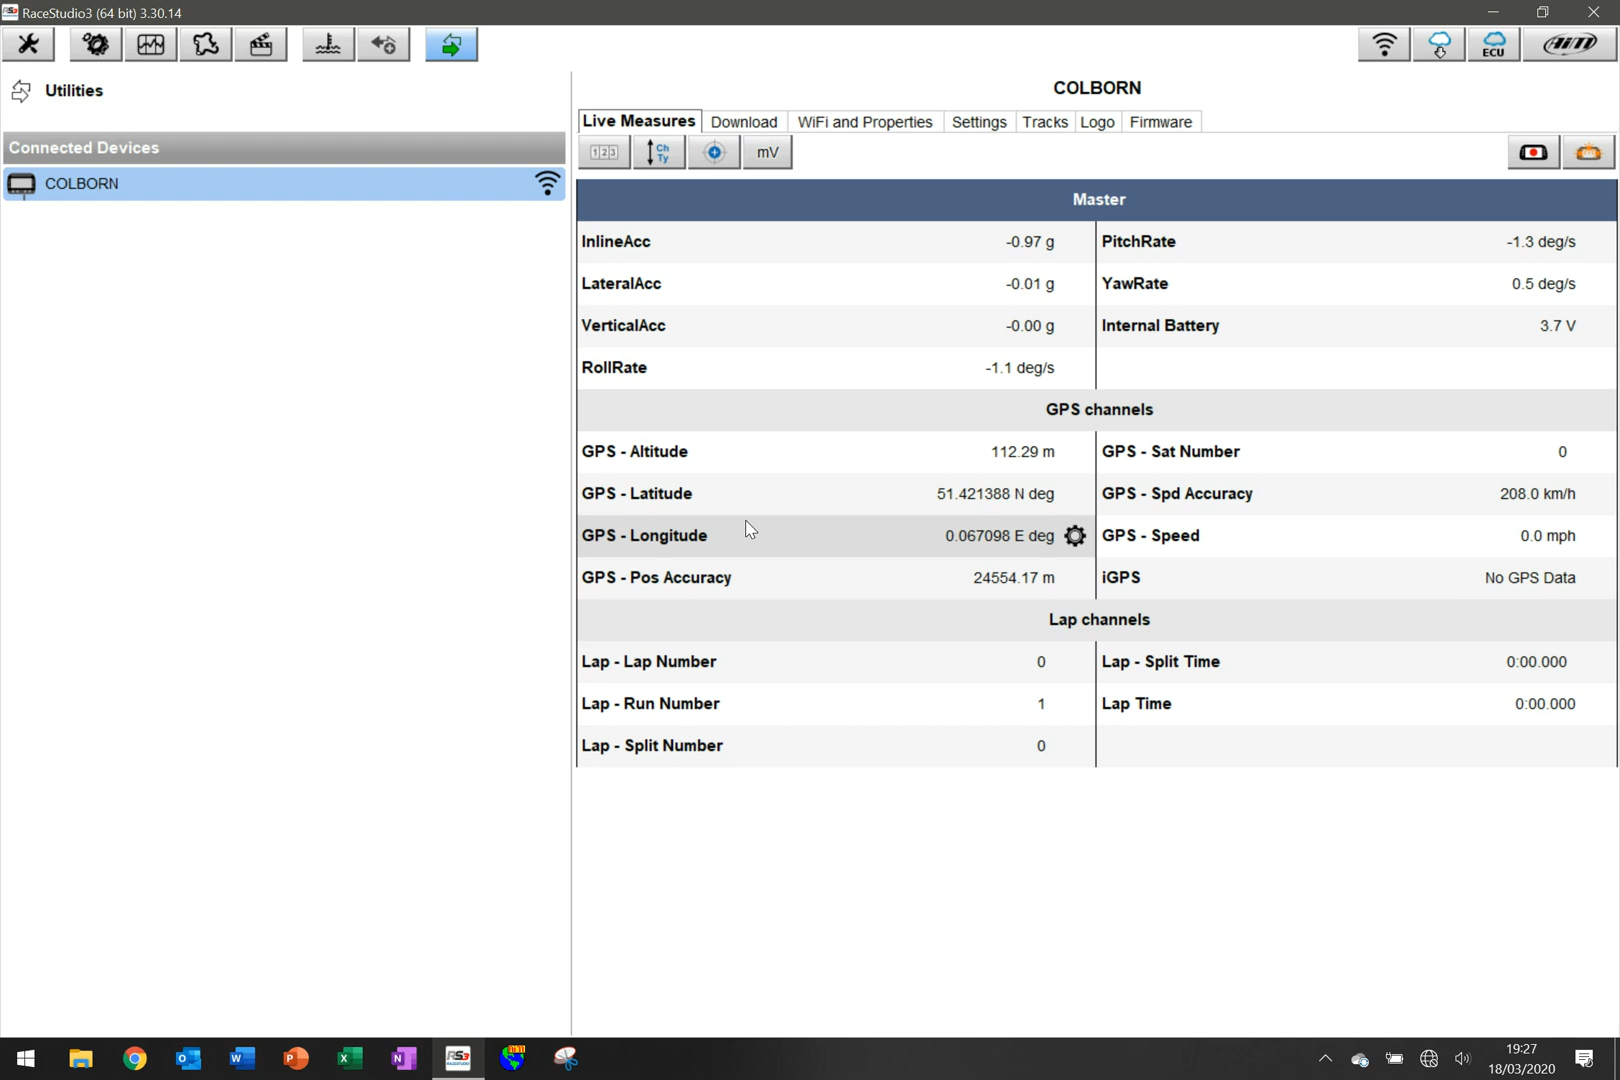 RS3 RaceStudio3 (64 bit) 3.30.14
ECU
AiM
Utilities
COLBORN
Connected Devices
Live Measures Download WiFi and Properties Settings Tracks Logo Firmware
COLBORN
123 Ch Ty mV
Master
InlineAcc -0.97 g PitchRate -1.3 deg/s
LateralAcc -0.01 g YawRate 0.5 deg/s
VerticalAcc -0.00 g Internal Battery 3.7 V
RollRate -1.1 deg/s
GPS channels
GPS - Altitude 112.29 m GPS - Sat Number 0
GPS - Latitude 51.421388 N deg GPS - Spd Accuracy 208.0 km/h
GPS - Longitude 0.067098 E deg GPS - Speed 0.0 mph
GPS - Pos Accuracy 24554.17 m iGPS No GPS Data
Lap channels
Lap - Lap Number 0 Lap - Split Time 0:00.000
Lap - Run Number 1 Lap Time 0:00.000
Lap - Split Number 0
RS3
19:27
18/03/2020